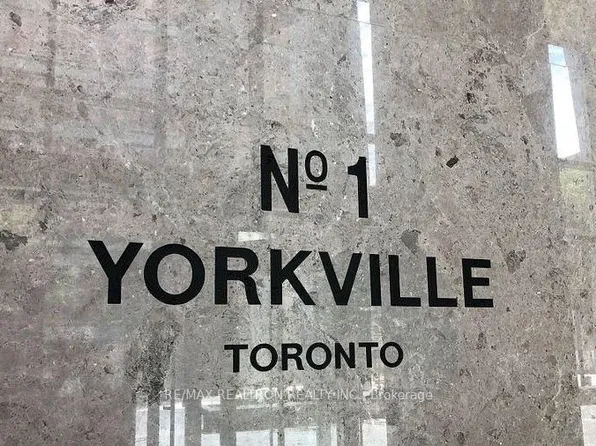 Nº 1
YORKVILLE
TORONTO
RE/MAX REALTRON REALTY INC., Brokerage